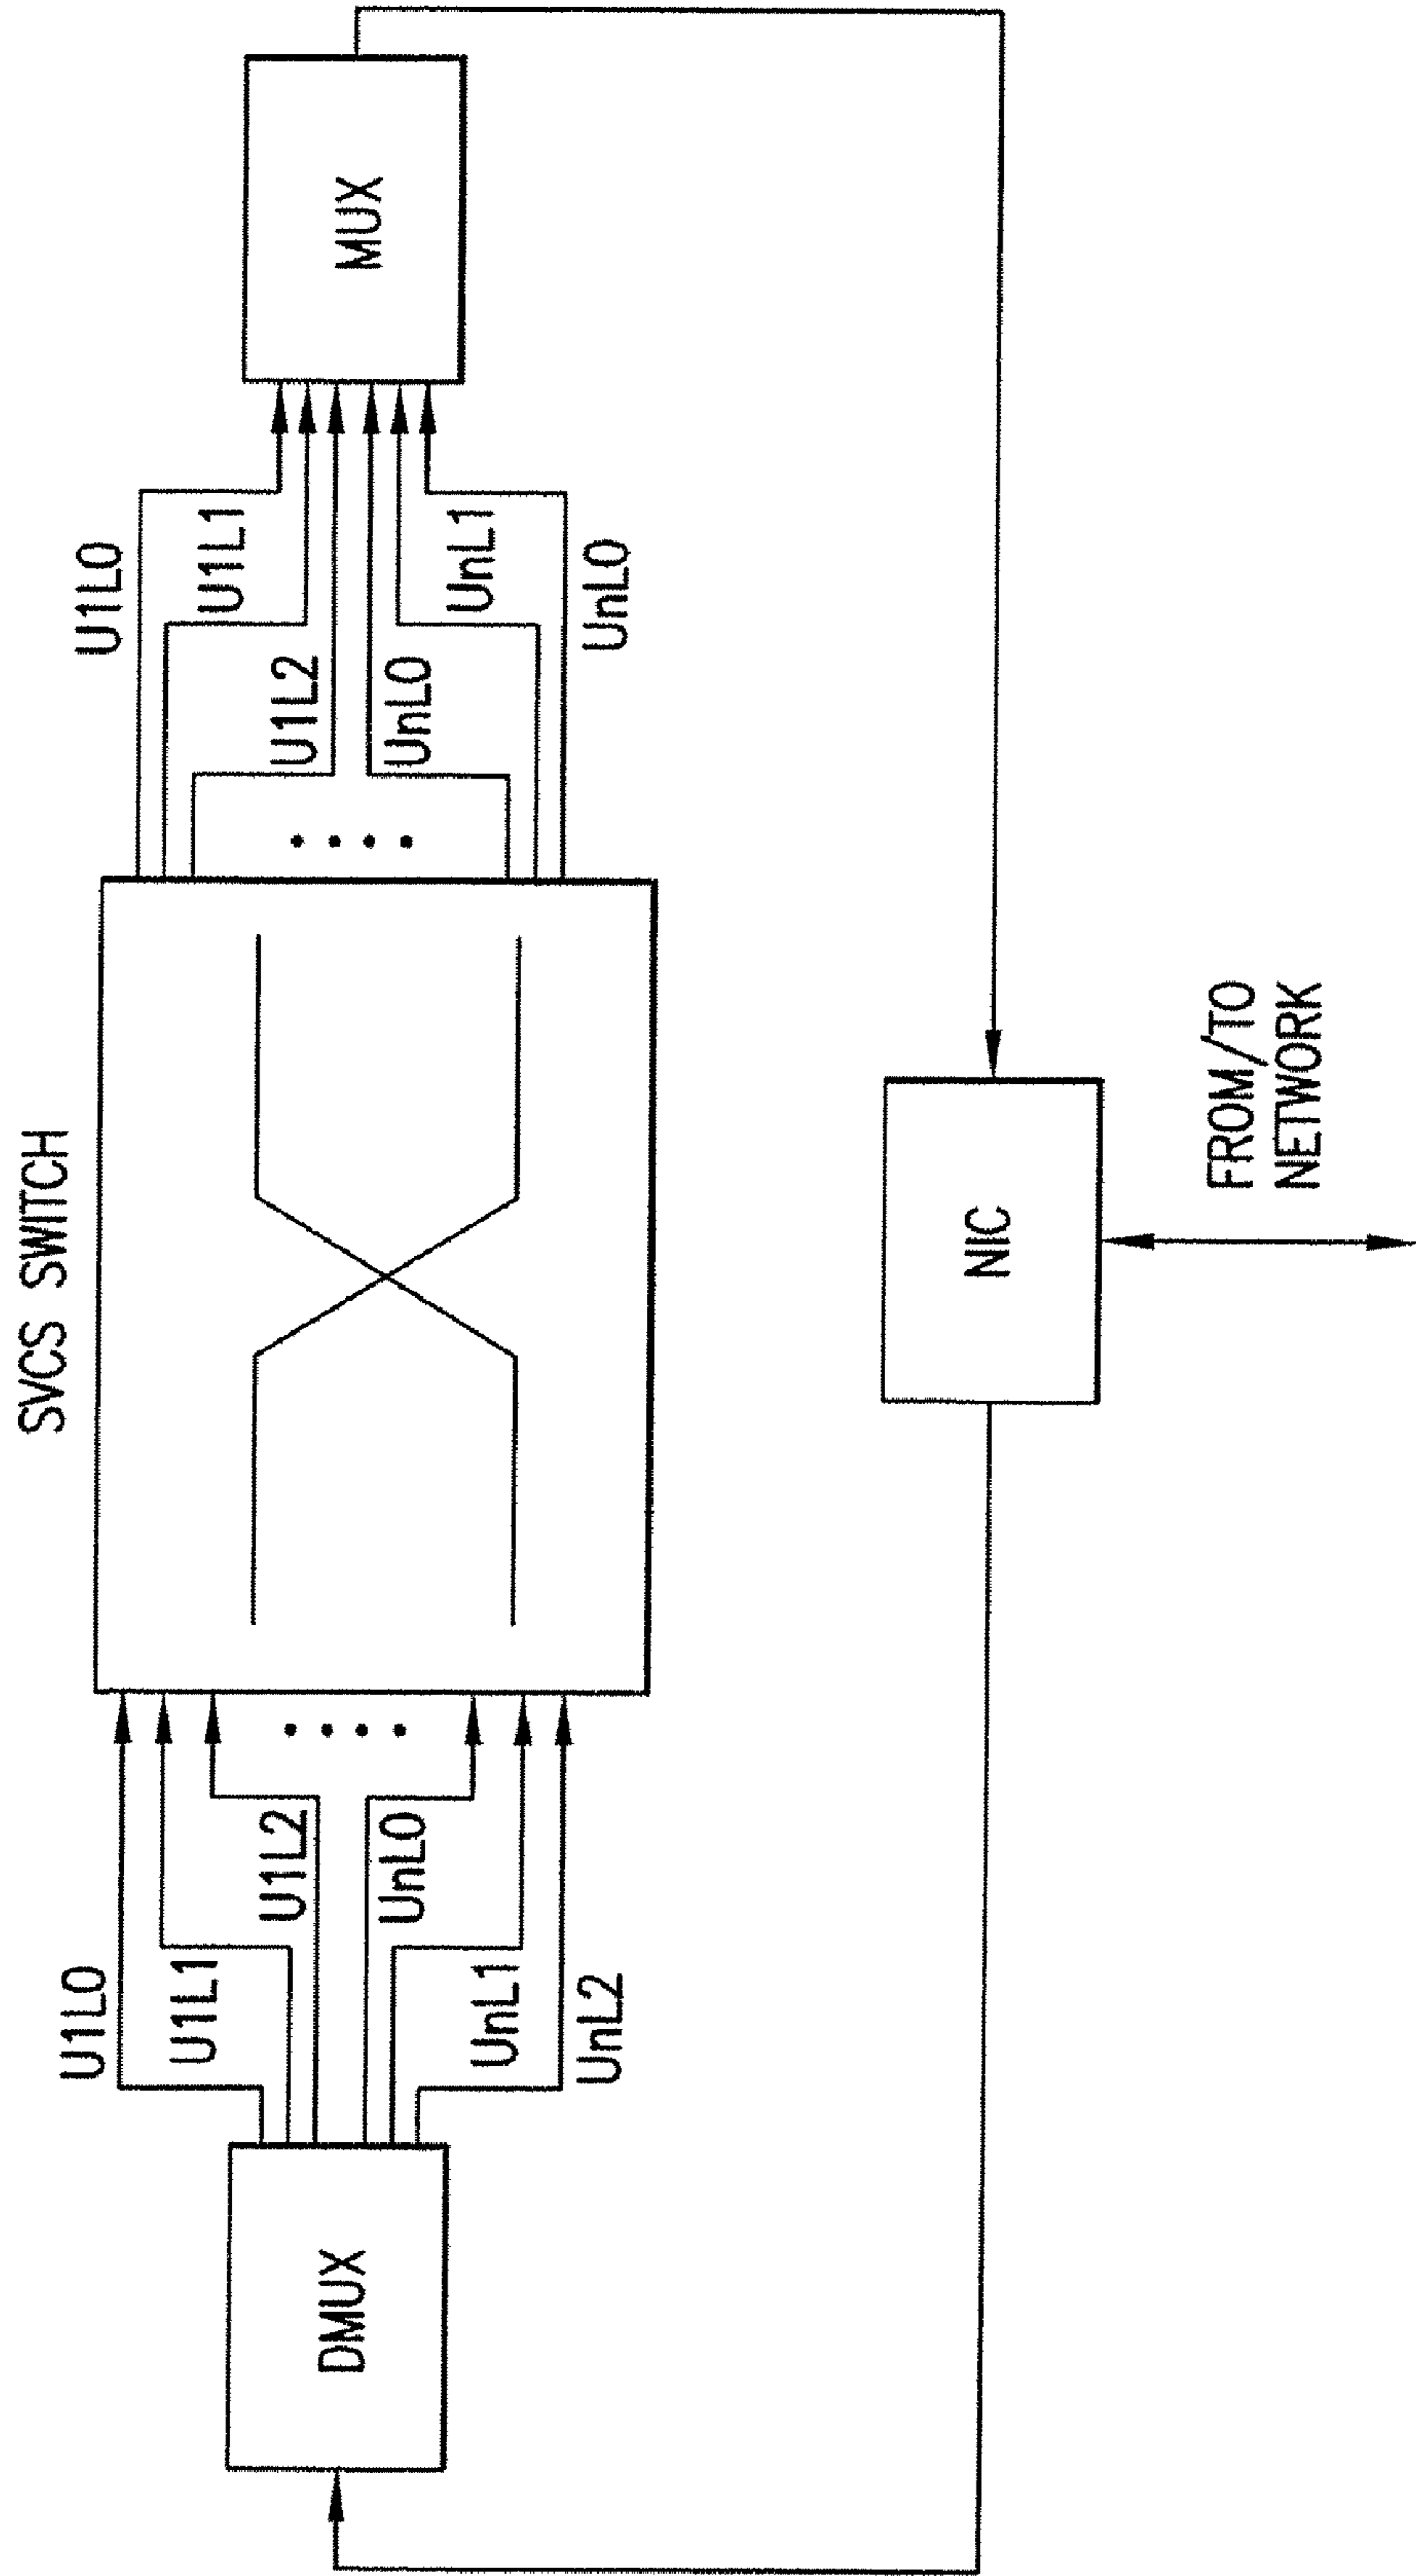 SVCS SWITCH
U1L0
U1L1
U1L2
UnL0
UnL1
UnL2
U1L0
U1L1
U1L2
UnL0
UnL1
UnL0
DMUX
MUX
NIC
FROM/TO
NETWORK